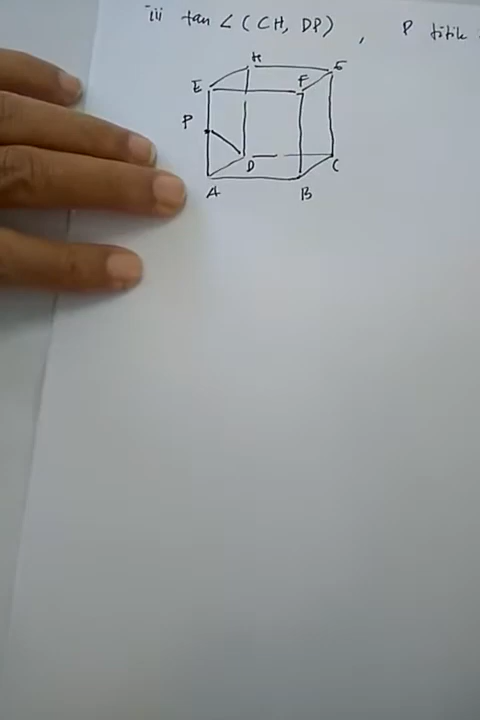 iii tan ∠ (CH, DP) , P titik
H G
E F
P
D C
A B